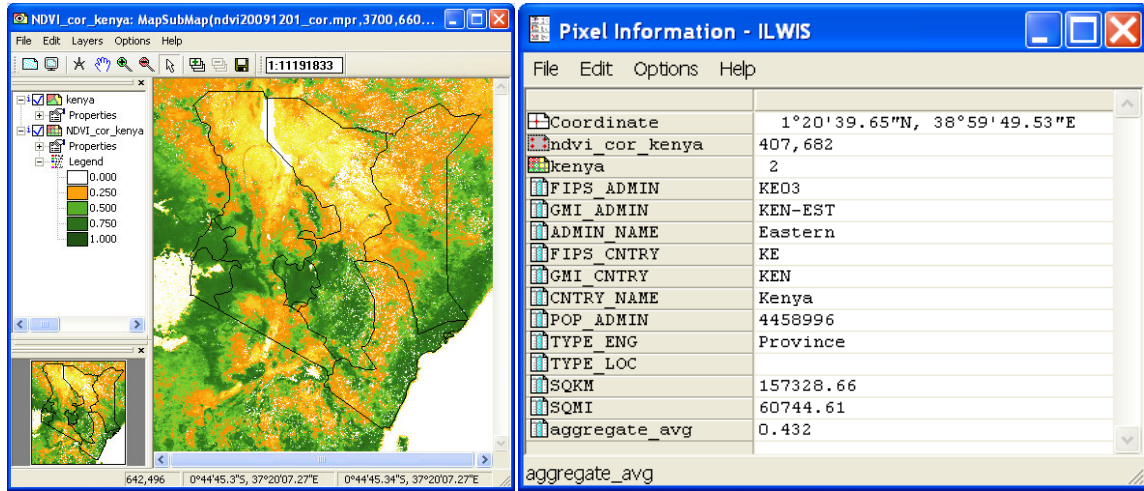 NDVI_cor_kenya: MapSubMap(ndvi20091201_cor.mpr,3700,660...
File Edit Layers Options Help
1:11191833
kenya
Properties
NDVI_cor_kenya
Properties
Legend
0.000
0.250
0.500
0.750
1.000
642,496 0°44'45.3"S, 37°20'07.27"E 0°44'45.34"S, 37°20'07.27"E
Pixel Information - ILWIS
File Edit Options Help
Coordinate 1°20'39.65"N, 38°59'49.53"E
ndvi_cor_kenya 407,682
kenya 2
FIPS_ADMIN KE03
GMI_ADMIN KEN-EST
ADMIN_NAME Eastern
FIPS_CNTRY KE
GMI_CNTRY KEN
CNTRY_NAME Kenya
POP_ADMIN 4458996
TYPE_ENG Province
TYPE_LOC
SQKM 157328.66
SQMI 60744.61
aggregate_avg 0.432
aggregate_avg